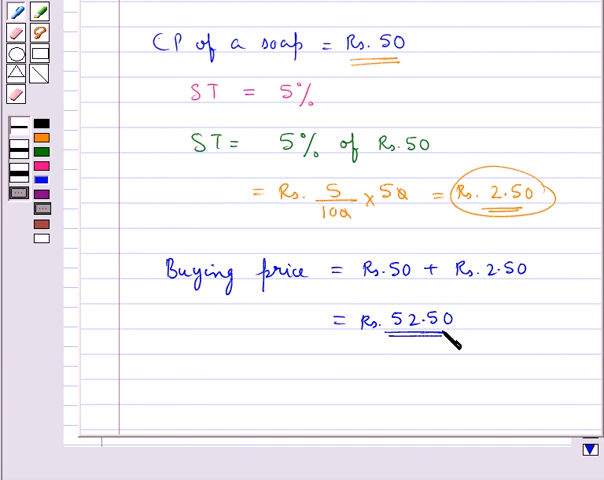 CP of a soap = Rs. 50
ST = 5%
ST = 5% of Rs. 50
= Rs. 5/100 × 50 = Rs. 2.50
Buying price = Rs. 50 + Rs. 2.50
= Rs. 52.50